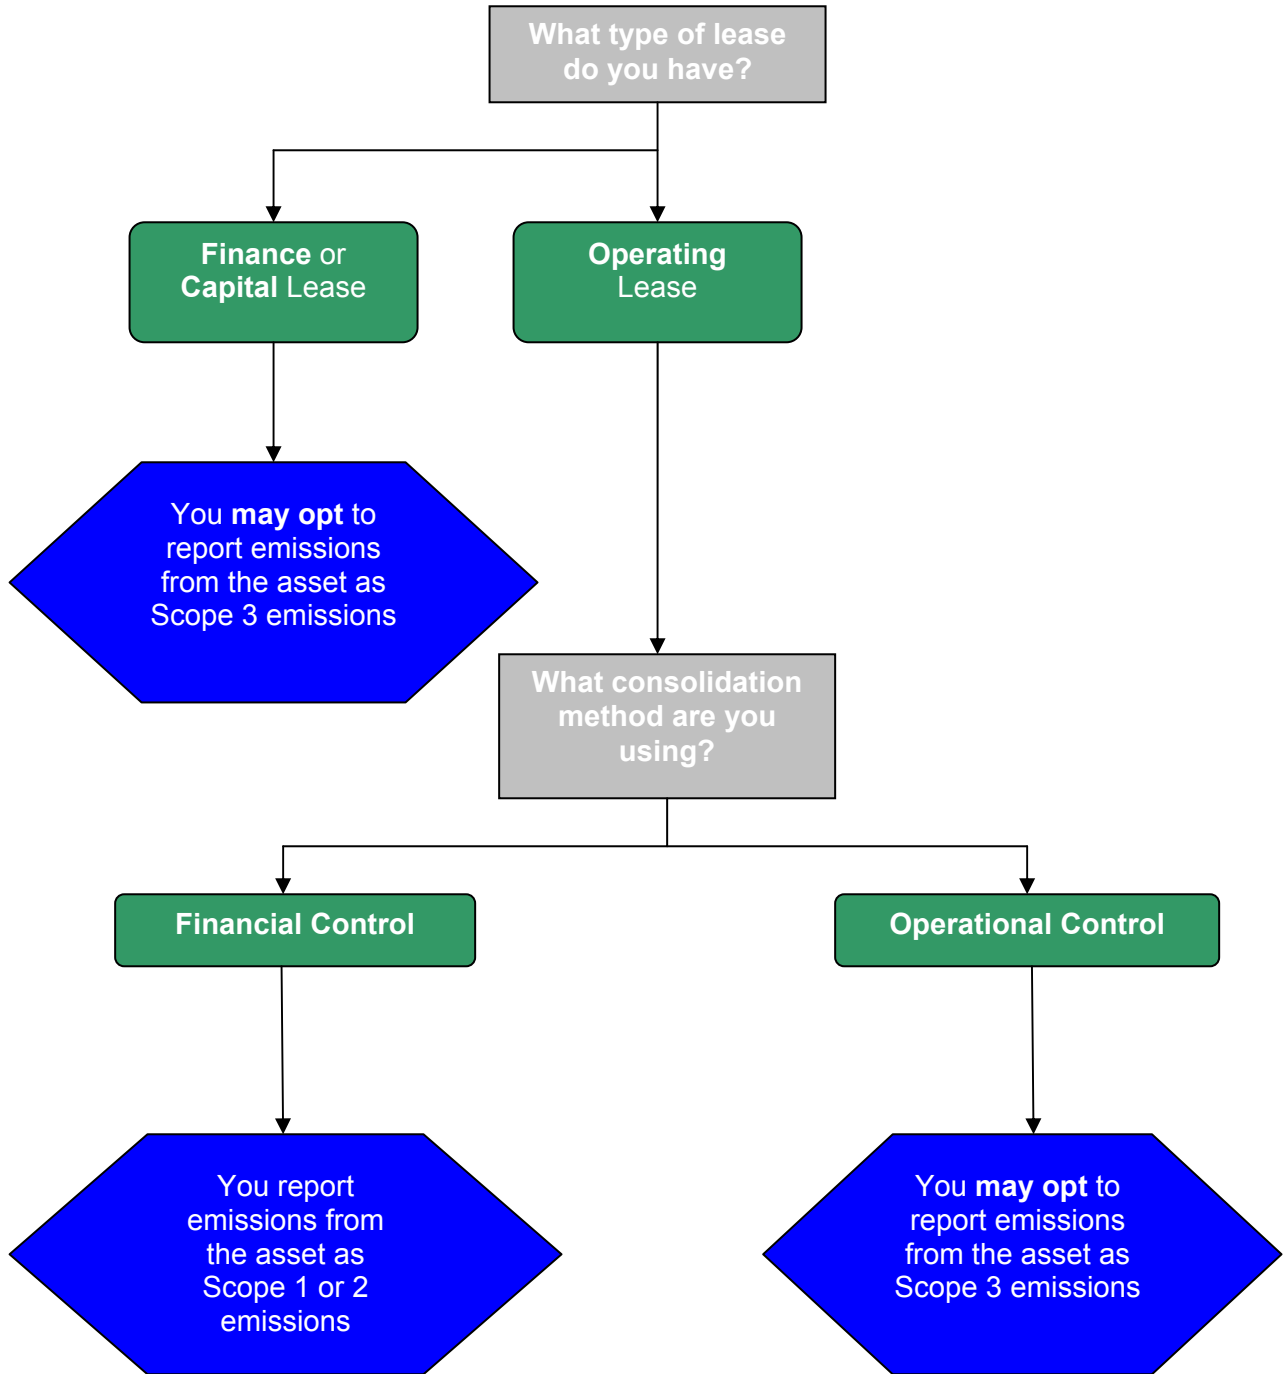 What type of lease
do you have?
Finance or
Capital Lease
Operating
Lease
You may opt to
report emissions
from the asset as
Scope 3 emissions
What consolidation
method are you
using?
Financial Control
Operational Control
You report
emissions from
the asset as
Scope 1 or 2
emissions
You may opt to
report emissions
from the asset as
Scope 3 emissions